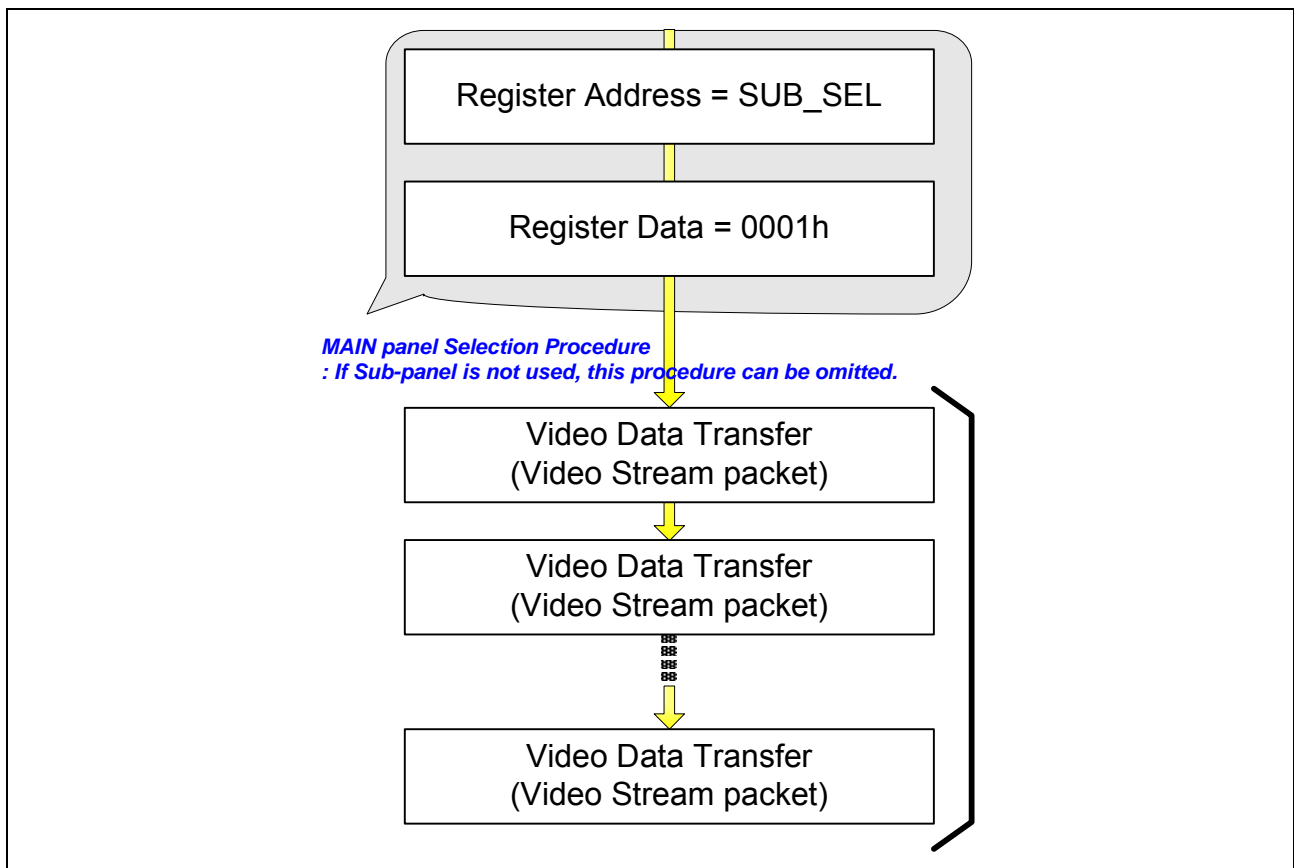 Register Address = SUB_SEL
Register Data = 0001h
MAIN panel Selection Procedure
: If Sub-panel is not used, this procedure can be omitted.
Video Data Transfer
(Video Stream packet)
Video Data Transfer
(Video Stream packet)
Video Data Transfer
(Video Stream packet)